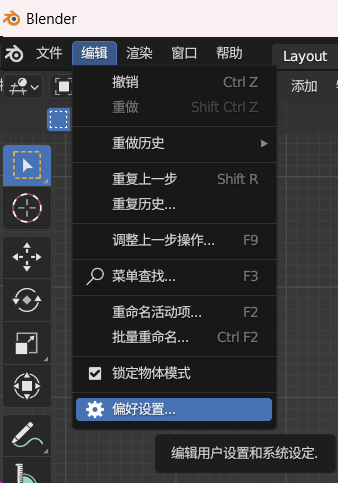 Blender
文件 编辑 渲染 窗口 帮助 Layout
添加
撤销 Ctrl Z
重做 Shift Ctrl Z
重做历史
重复上一步 Shift R
重复历史...
调整上一步操作... F9
菜单查找... F3
重命名活动项... F2
批量重命名... Ctrl F2
锁定物体模式
偏好设置...
编辑用户设置和系统设定.